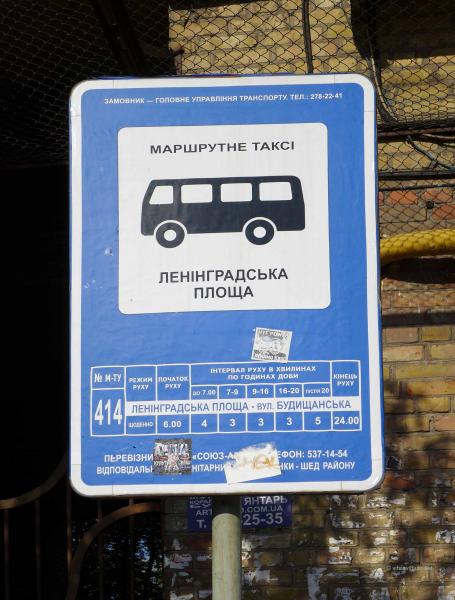 ЗАМОВНИК — ГОЛОВНЕ УПРАВЛІННЯ ТРАНСПОРТУ. ТЕЛ.: 278-22-41
МАРШРУТНЕ ТАКСІ
ЛЕНІНГРАДСЬКА
ПЛОЩА
№ М-ТУ РЕЖИМ РУХУ ПОЧАТОК РУХУ ІНТЕРВАЛ РУХУ В ХВИЛИНАХ ПО ГОДИНАХ ДОБИ КІНЕЦЬ РУХУ
до 7.00 7-9 9-16 16-20 після 20
414 ЛЕНІНГРАДСЬКА ПЛОЩА - вул. БУДИЩАНСЬКА
щоденно 6.00 4 3 3 3 5 24.00
«СОЮЗ- 537-14-54
ШЕД РАЙОНУ
ЯНТАРЬ
.com.ua
т. 25-35